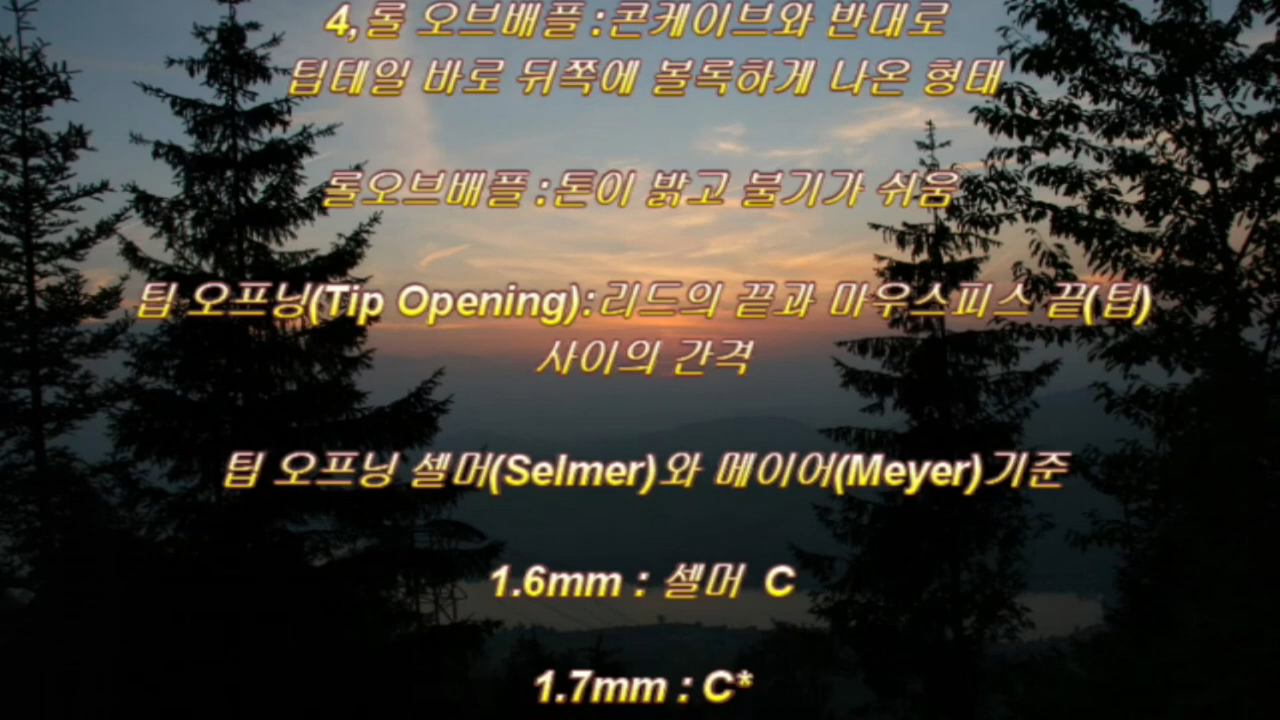 4,롤 오브배플 :콘케이브와 반대로
팁테일 바로 뒤쪽에 볼록하게 나온 형태
롤오브배플 :톤이 밝고 불기가 쉬움
팁 오프닝(Tip Opening):리드의 끝과 마우스피스 끝(팁)
사이의 간격
팁 오프닝 셀머(Selmer)와 메이어(Meyer)기준
1.6mm : 셀머 C
1.7mm : C*